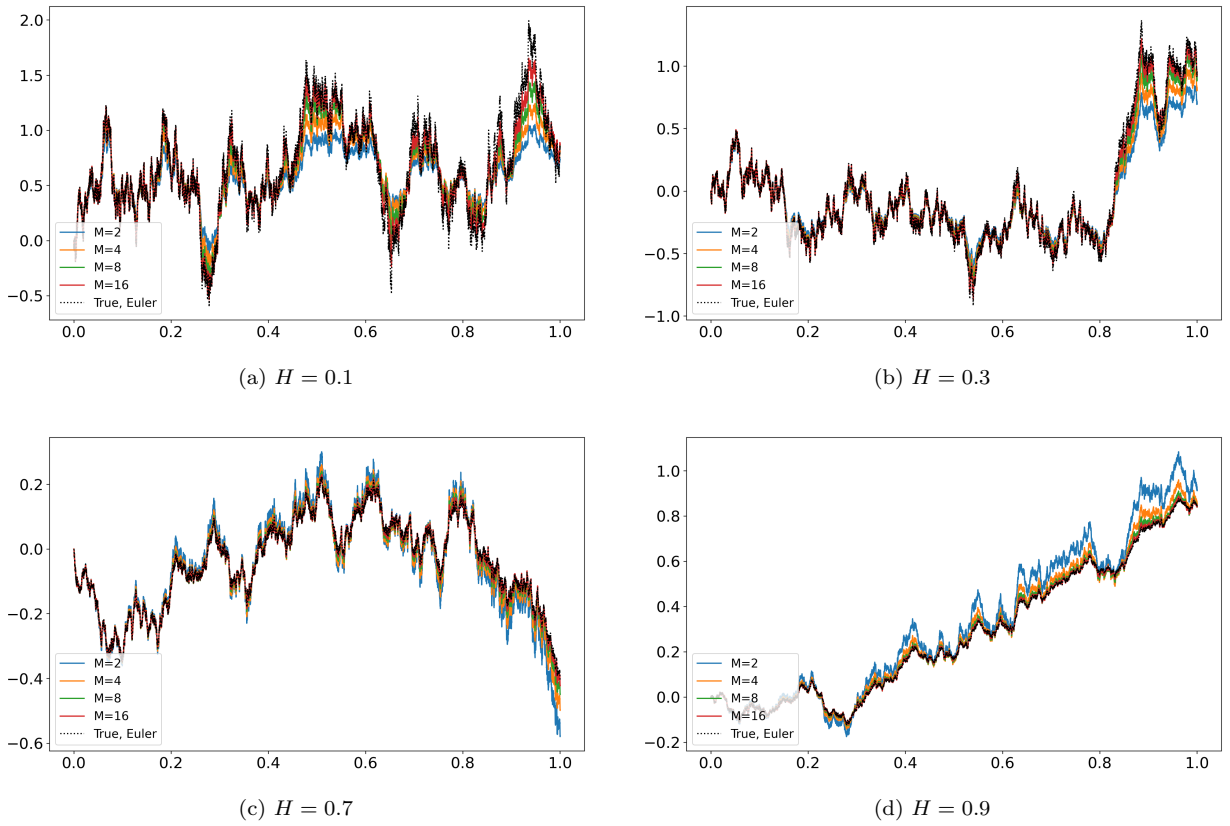 2.0
1.5
1.0
0.5
0.0
−0.5
M=2
M=4
M=8
M=16
True, Euler
0.0 0.2 0.4 0.6 0.8 1.0
(a) H = 0.1
1.0
0.5
0.0
−0.5
−1.0
M=2
M=4
M=8
M=16
True, Euler
0.0 0.2 0.4 0.6 0.8 1.0
(b) H = 0.3
0.2
0.0
−0.2
−0.4
−0.6
M=2
M=4
M=8
M=16
True, Euler
0.0 0.2 0.4 0.6 0.8 1.0
(c) H = 0.7
1.0
0.8
0.6
0.4
0.2
0.0
−0.2
M=2
M=4
M=8
M=16
True, Euler
0.0 0.2 0.4 0.6 0.8 1.0
(d) H = 0.9